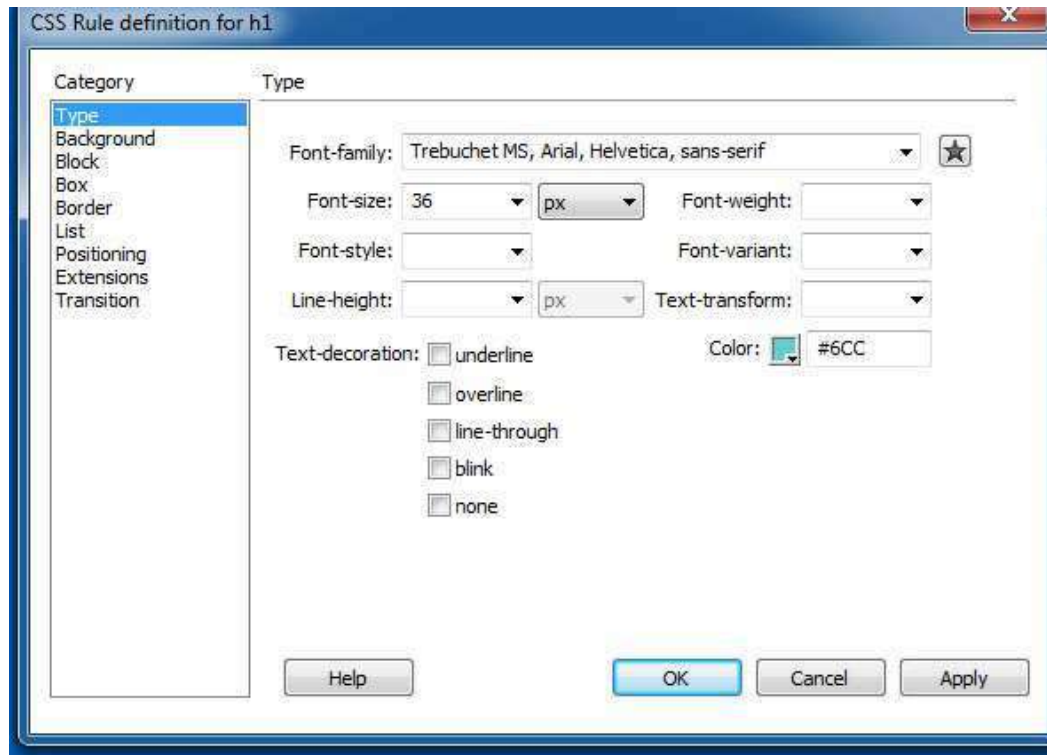 CSS Rule definition for h1
Category
Type
Background
Block
Box
Border
List
Positioning
Extensions
Transition
Type
Font-family: Trebuchet MS, Arial, Helvetica, sans-serif
Font-size: 36 px Font-weight:
Font-style: Font-variant:
Line-height: px Text-transform:
Text-decoration: underline Color: #6CC
overline
line-through
blink
none
Help OK Cancel Apply